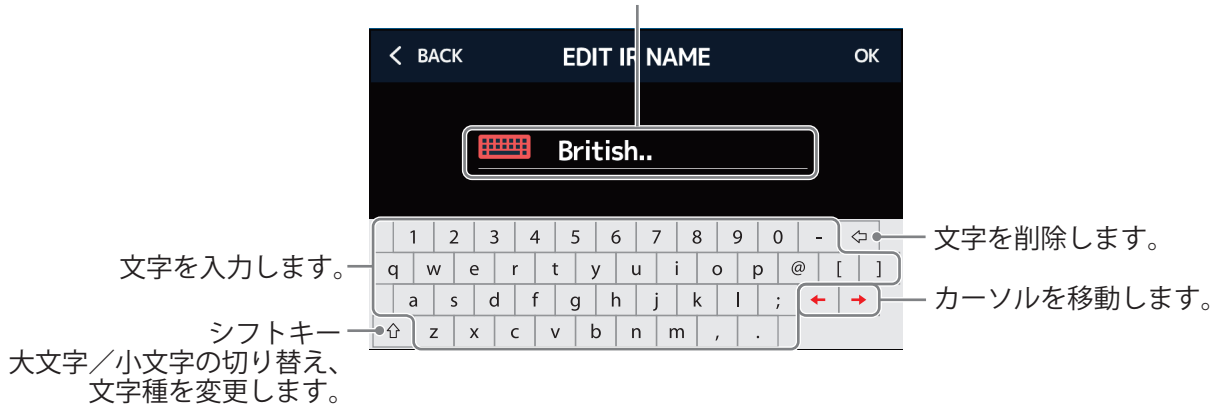 BACK
EDIT IR NAME
OK
British..
1 2 3 4 5 6 7 8 9 0 -
文字を削除します。
文字を入力します。
q w e r t y u i o p @ [ ]
a s d f g h j k l ;
カーソルを移動します。
シフトキー
大文字／小文字の切り替え、
文字種を変更します。
z x c v b n m , .